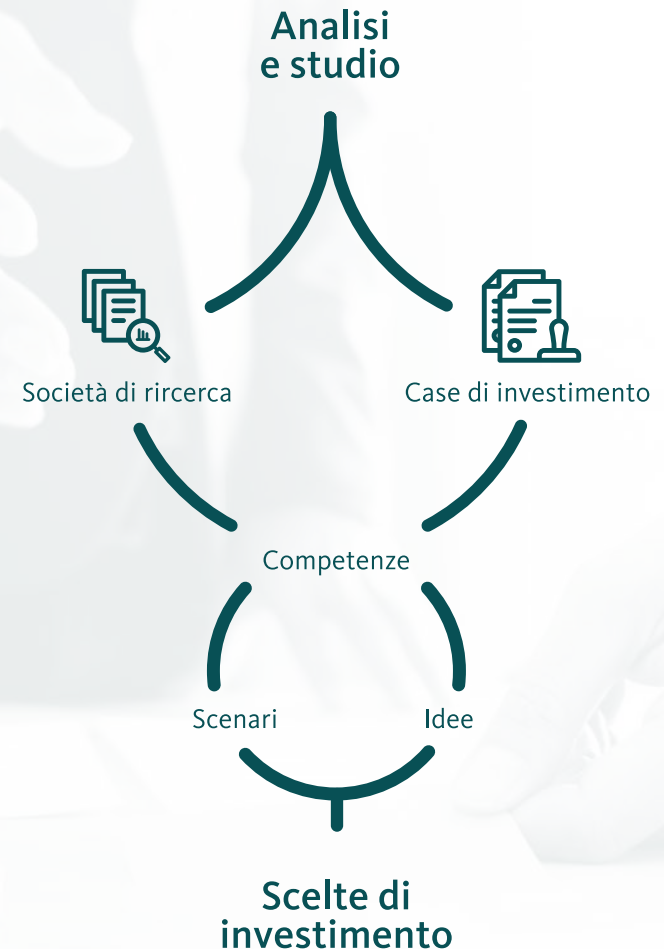 Analisi
e studio
Società di rircerca
Case di investimento
Competenze
Scenari
Idee
Scelte di
investimento